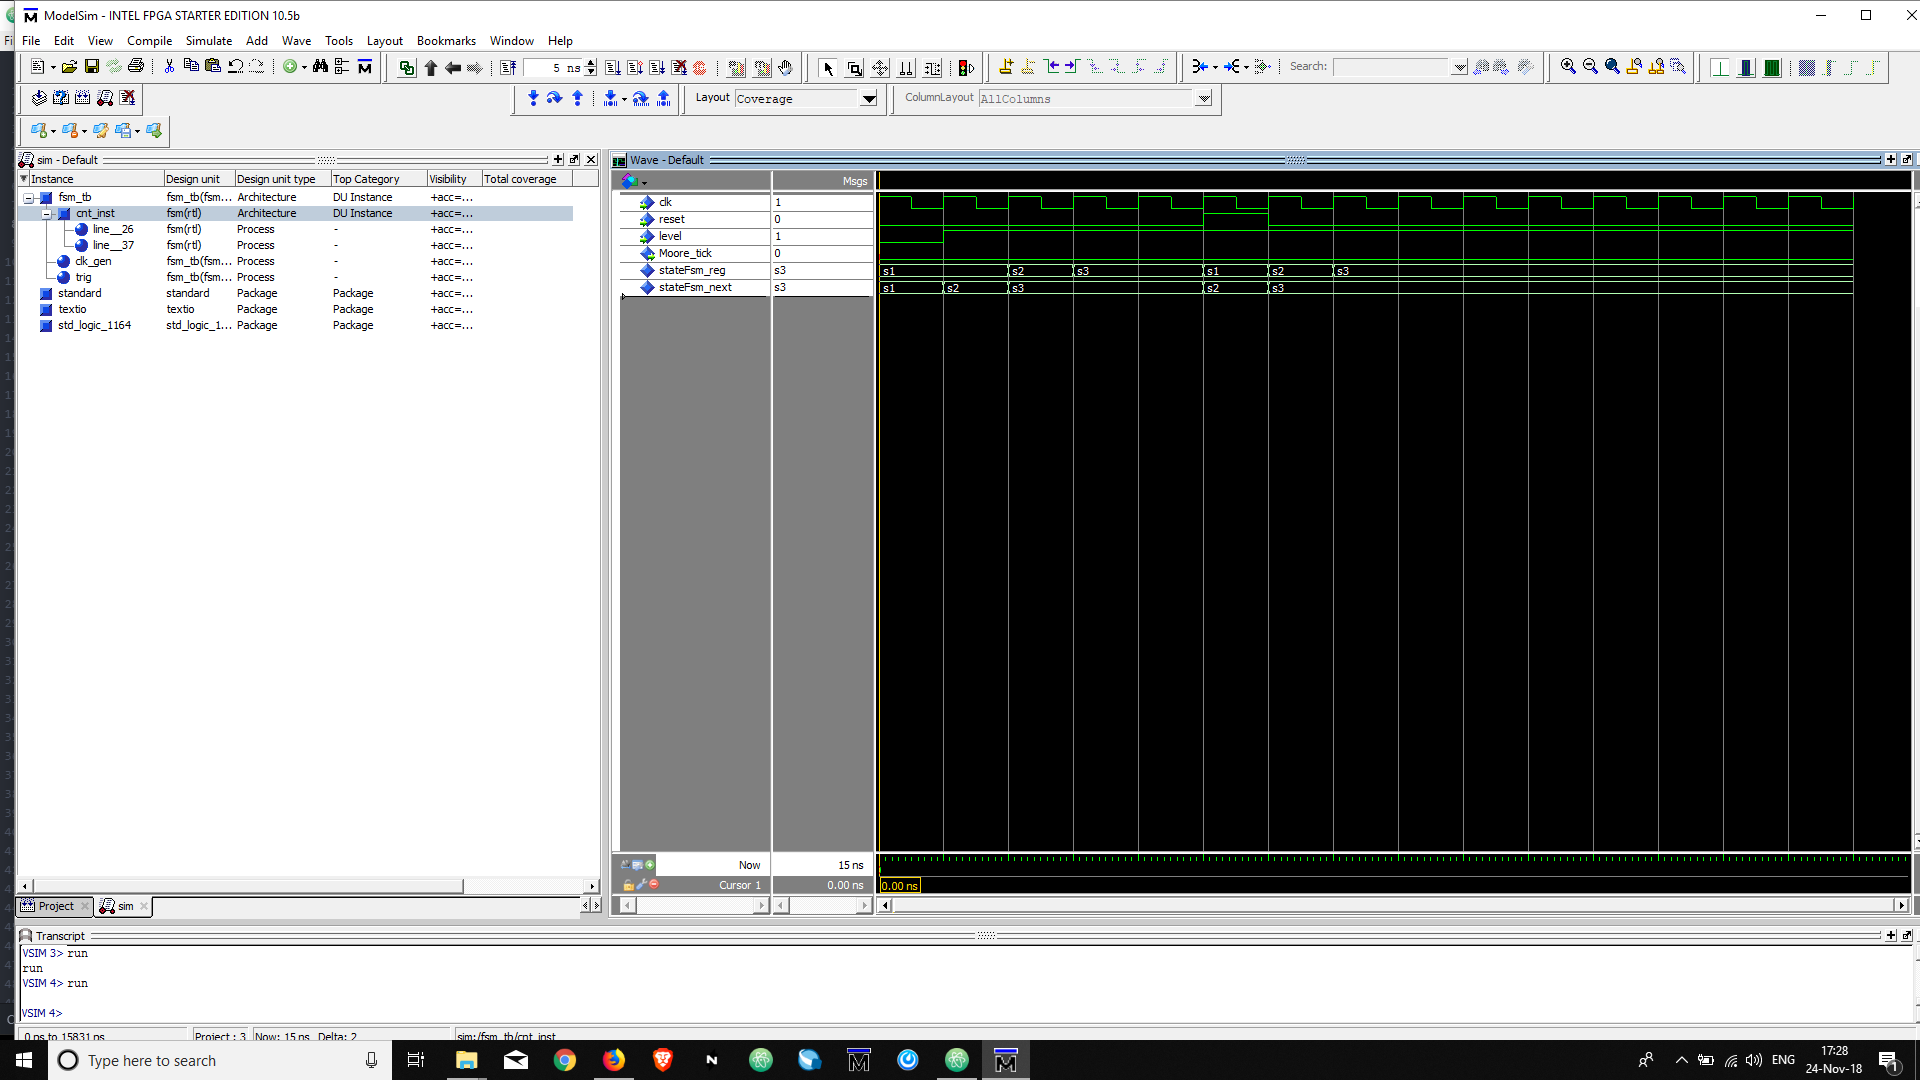 ModelSim - INTEL FPGA STARTER EDITION 10.5b
File Edit View Compile Simulate Add Wave Tools Layout Bookmarks Window Help
5 ns
Search:
Layout Coverage
ColumnLayout AllColumns
sim - Default
Instance Design unit Design unit type Top Category Visibility Total coverage
fsm_tb fsm_tb(fsm... Architecture DU Instance +acc=...
cnt_inst fsm(rtl) Architecture DU Instance +acc=...
line__26 fsm(rtl) Process - +acc=...
line__37 fsm(rtl) Process - +acc=...
clk_gen fsm_tb(fsm... Process - +acc=...
trig fsm_tb(fsm... Process - +acc=...
standard standard Package Package +acc=...
textio textio Package Package +acc=...
std_logic_1164 std_logic_1... Package Package +acc=...
Project sim
Wave - Default
Msgs
clk 1
reset 0
level 1
Moore_tick 0
stateFsm_reg s3 s1 s2 s3 s1 s2 s3
stateFsm_next s3 s1 s2 s3 s2 s3
Now 15 ns
Cursor 1 0.00 ns 0.00 ns
Transcript
VSIM 3> run
run
VSIM 4> run
VSIM 4>
0 ns to 15831 ps Project : 3 Now: 15 ns Delta: 2 sim:/fsm_tb/cnt_inst
Type here to search
ENG
17:28
24-Nov-18
1